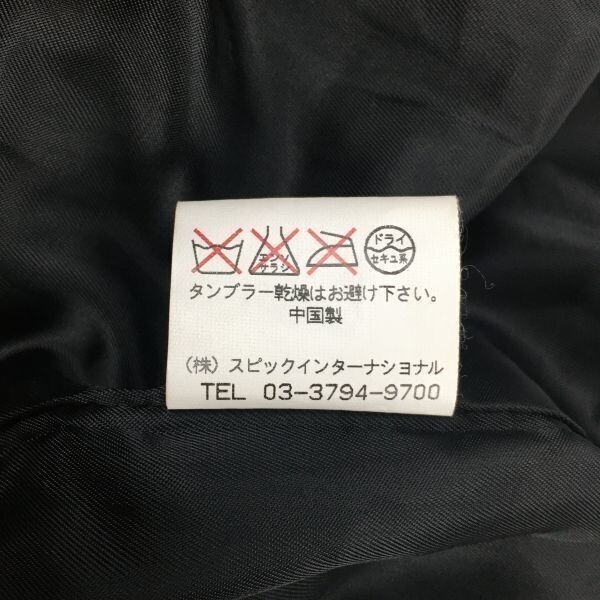 ドライ
セキユ系
エンソ
サラシ
タンブラー乾燥はお避け下さい。
中国製
(株)スピックインターナショナル
TEL 03-3794-9700